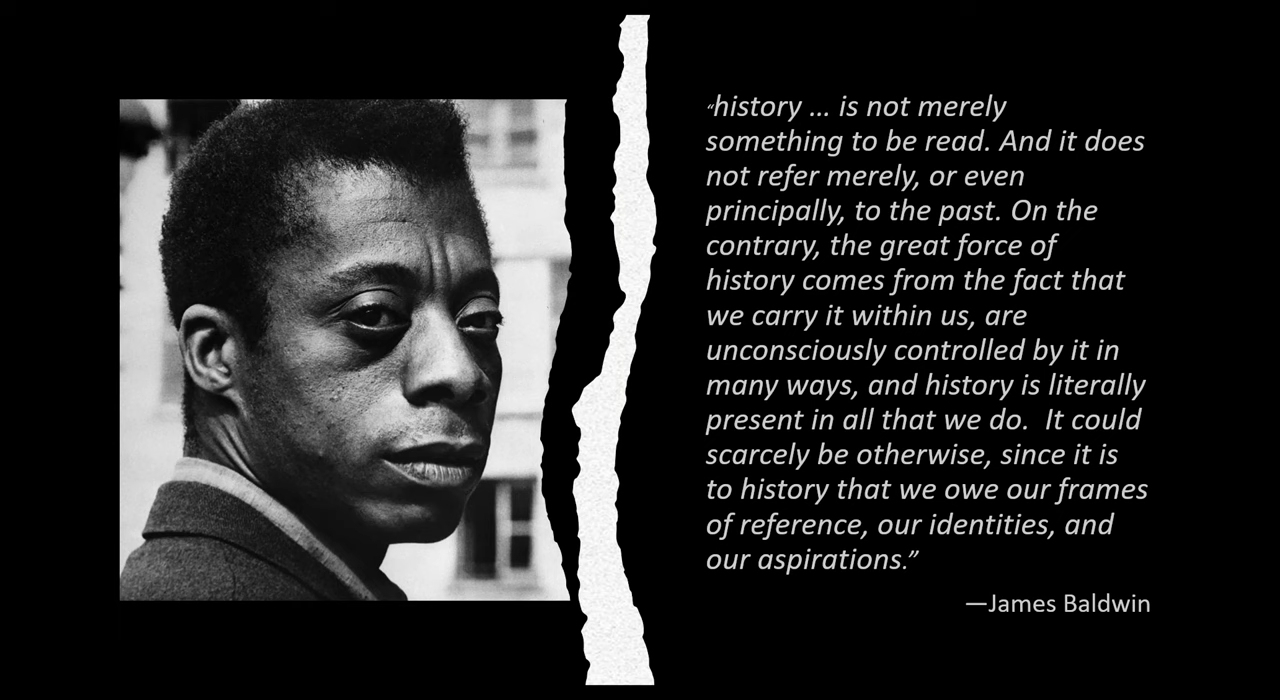 “history ... is not merely
something to be read. And it does
not refer merely, or even
principally, to the past. On the
contrary, the great force of
history comes from the fact that
we carry it within us, are
unconsciously controlled by it in
many ways, and history is literally
present in all that we do.  It could
scarcely be otherwise, since it is
to history that we owe our frames
of reference, our identities, and
our aspirations.”
—James Baldwin